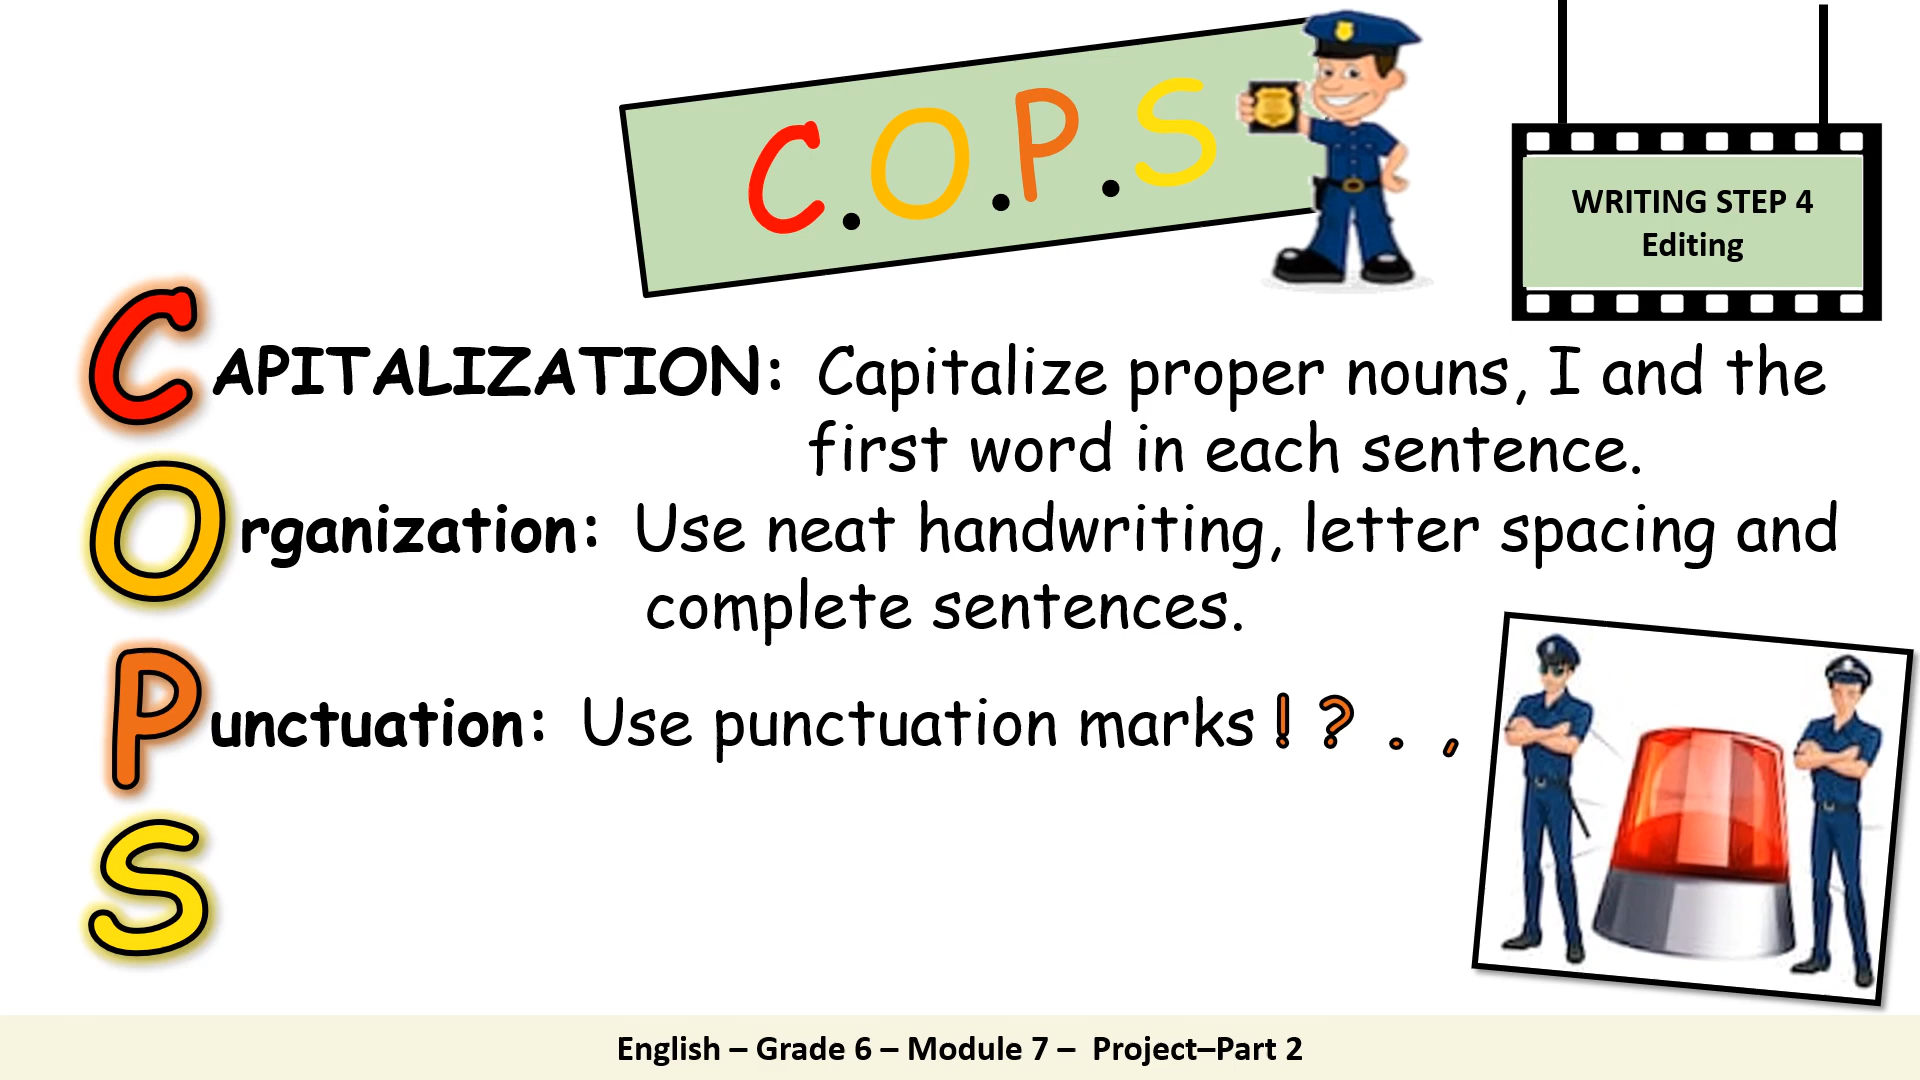 C.O.P.S
WRITING STEP 4
Editing
CAPITALIZATION: Capitalize proper nouns, I and the
first word in each sentence.
Organization: Use neat handwriting, letter spacing and
complete sentences.
Punctuation: Use punctuation marks ! ? . ,
S
English – Grade 6 – Module 7 – Project–Part 2